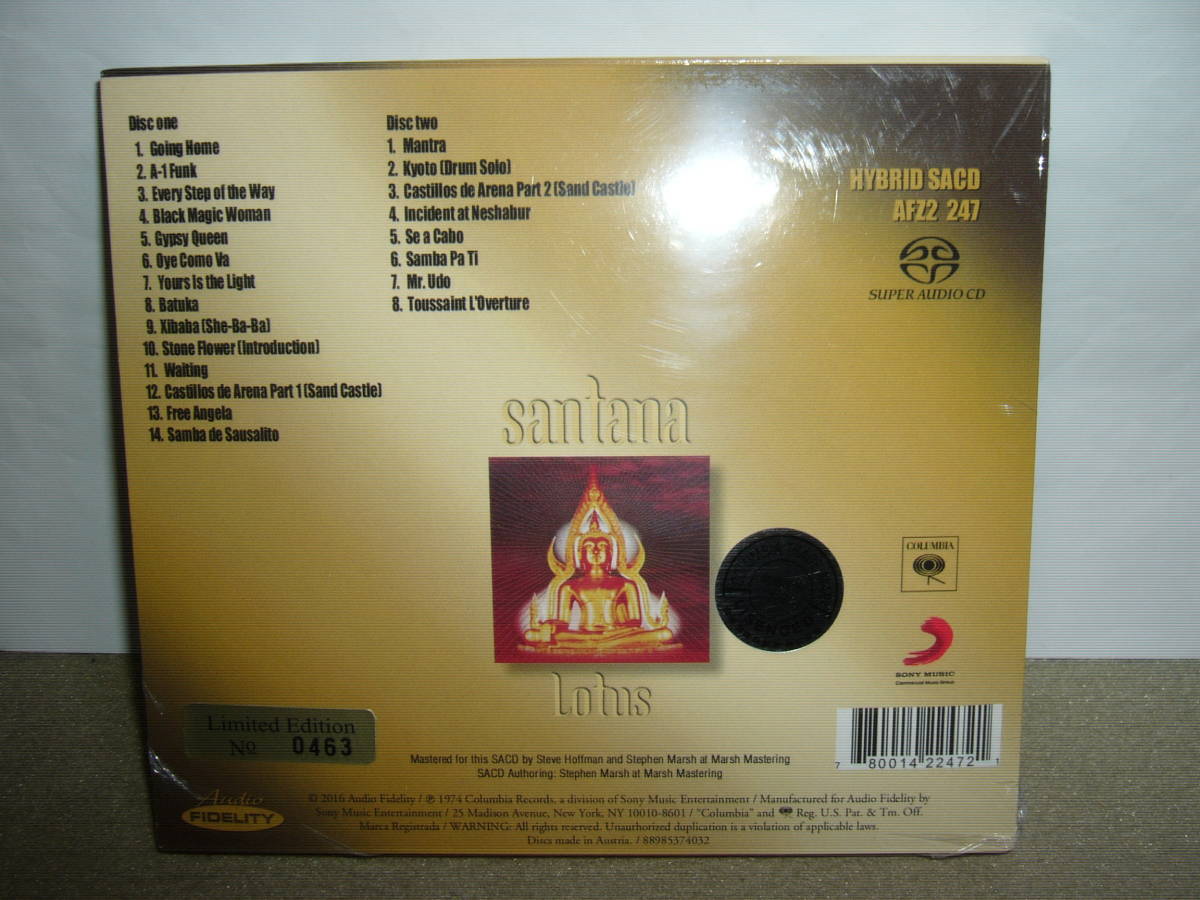 Disc one
1. Going Home
2. A-1 Funk
3. Every Step of the Way
4. Black Magic Woman
5. Gypsy Queen
6. Oye Como Va
7. Yours Is the Light
8. Batuka
9. Xibaba (She-Ba-Ba)
10. Stone Flower (Introduction)
11. Waiting
12. Castillos de Arena Part 1 (Sand Castle)
13. Free Angela
14. Samba de Sausalito
Disc two
1. Mantra
2. Kyoto (Drum Solo)
3. Castillos de Arena Part 2 (Sand Castle)
4. Incident at Neshabur
5. Se a Cabo
6. Samba Pa Ti
7. Mr. Udo
8. Toussaint L'Overture
HYBRID SACD
AFZ2 247
SUPER AUDIO CD
santana
Lotus
COLUMBIA
SONY MUSIC
Commercial Music Group
Limited Edition
No 0463
7 80014 22472 1
Mastered for this SACD by Steve Hoffman and Stephen Marsh at Marsh Mastering
SACD Authoring: Stephen Marsh at Marsh Mastering
Audio
FIDELITY
© 2016 Audio Fidelity / ℗ 1974 Columbia Records, a division of Sony Music Entertainment / Manufactured for Audio Fidelity by
Sony Music Entertainment / 25 Madison Avenue, New York, NY 10010-8601 / "Columbia" and Reg. U.S. Pat. & Tm. Off.
Marca Registrada / WARNING: All rights reserved. Unauthorized duplication is a violation of applicable laws.
Discs made in Austria. / 88985374032